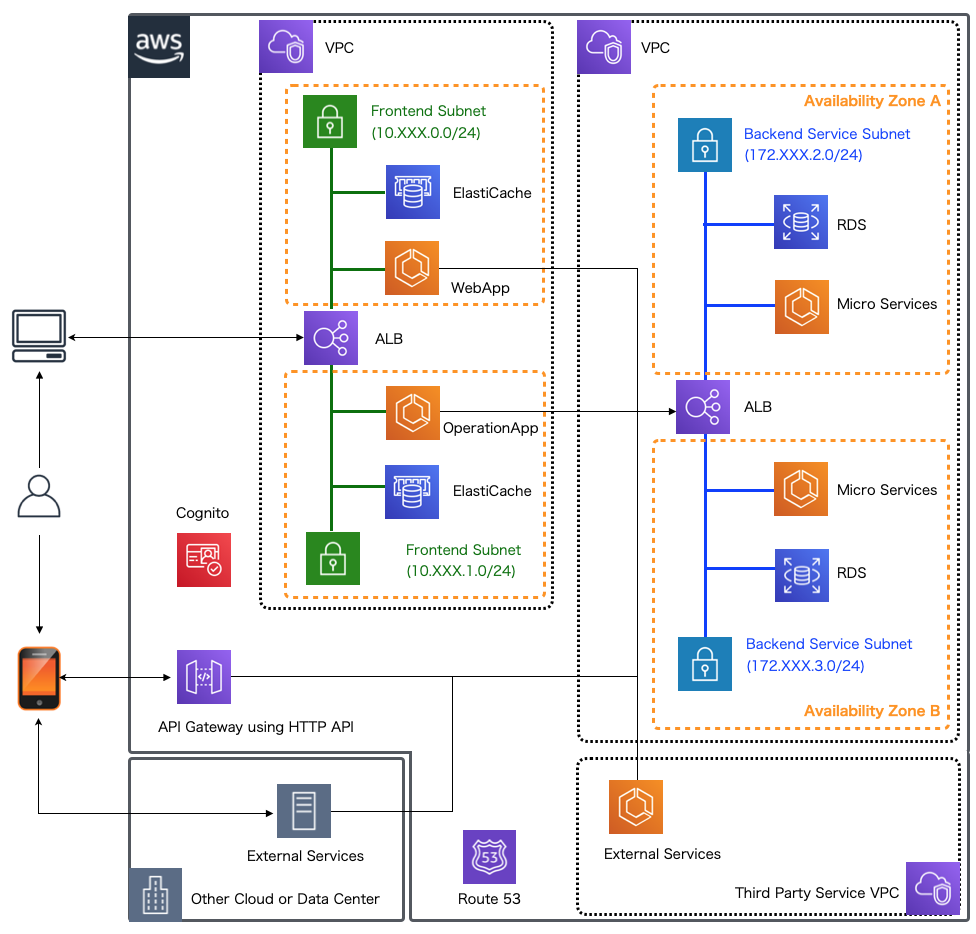 aws
VPC
VPC
Frontend Subnet
(10.XXX.0.0/24)
ElastiCache
WebApp
ALB
OperationApp
ElastiCache
Frontend Subnet
(10.XXX.1.0/24)
Availability Zone A
Backend Service Subnet
(172.XXX.2.0/24)
RDS
Micro Services
ALB
Micro Services
RDS
Backend Service Subnet
(172.XXX.3.0/24)
Availability Zone B
Cognito
</>
API Gateway using HTTP API
External Services
Other Cloud or Data Center
53
Route 53
External Services
Third Party Service VPC